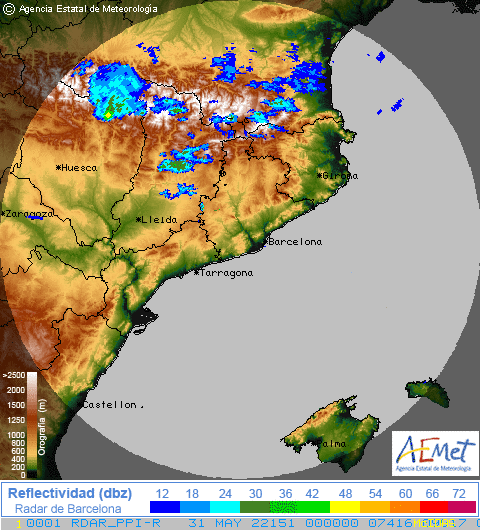 © Agencia Estatal de Meteorología
Huesca
Girona
Zaragoza
Lleida
Barcelona
Tarragona
>2500
2000
1500
1250
1000
800
600
400
200
0
Orografía (m)
Castellon
Palma
AEMet
Agencia Estatal de Meteorología
Reflectividad (dbz)
Radar de Barcelona
12 18 24 30 36 42 48 54 60 66 72
1 0001 RDAR_PPI-R 31 MAY 22151 000000 0741